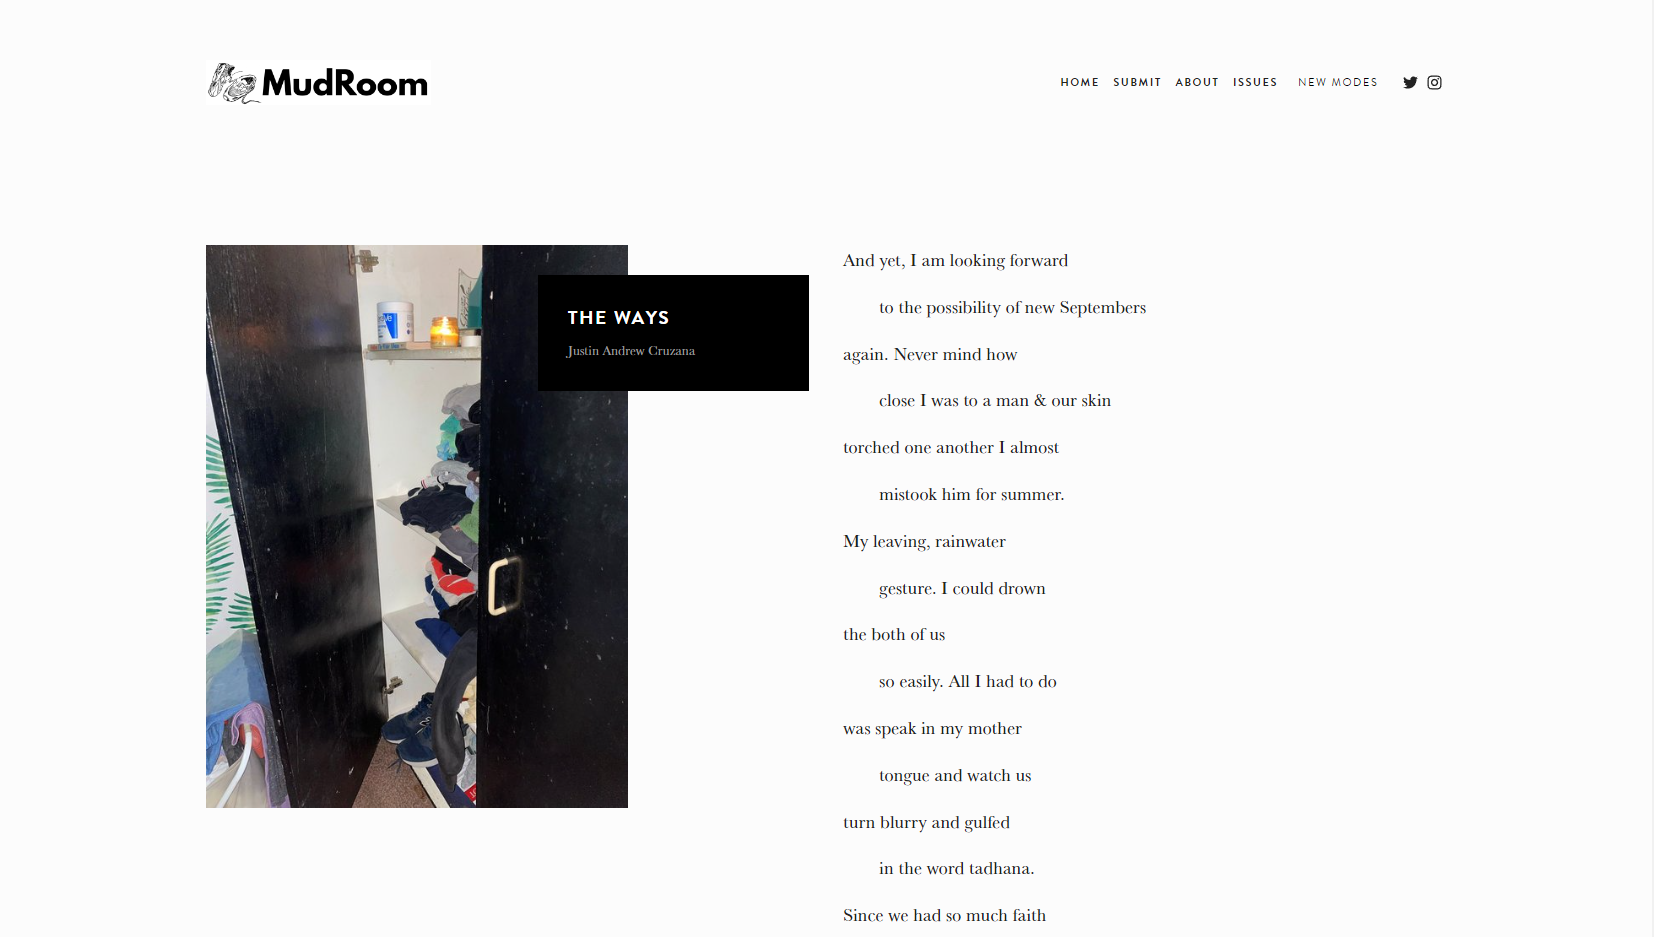 MudRoom
HOME SUBMIT ABOUT ISSUES NEW MODES
THE WAYS
Justin Andrew Cruzana
And yet, I am looking forward
to the possibility of new Septembers
again. Never mind how
close I was to a man & our skin
torched one another I almost
mistook him for summer.
My leaving, rainwater
gesture. I could drown
the both of us
so easily. All I had to do
was speak in my mother
tongue and watch us
turn blurry and gulfed
in the word tadhana.
Since we had so much faith